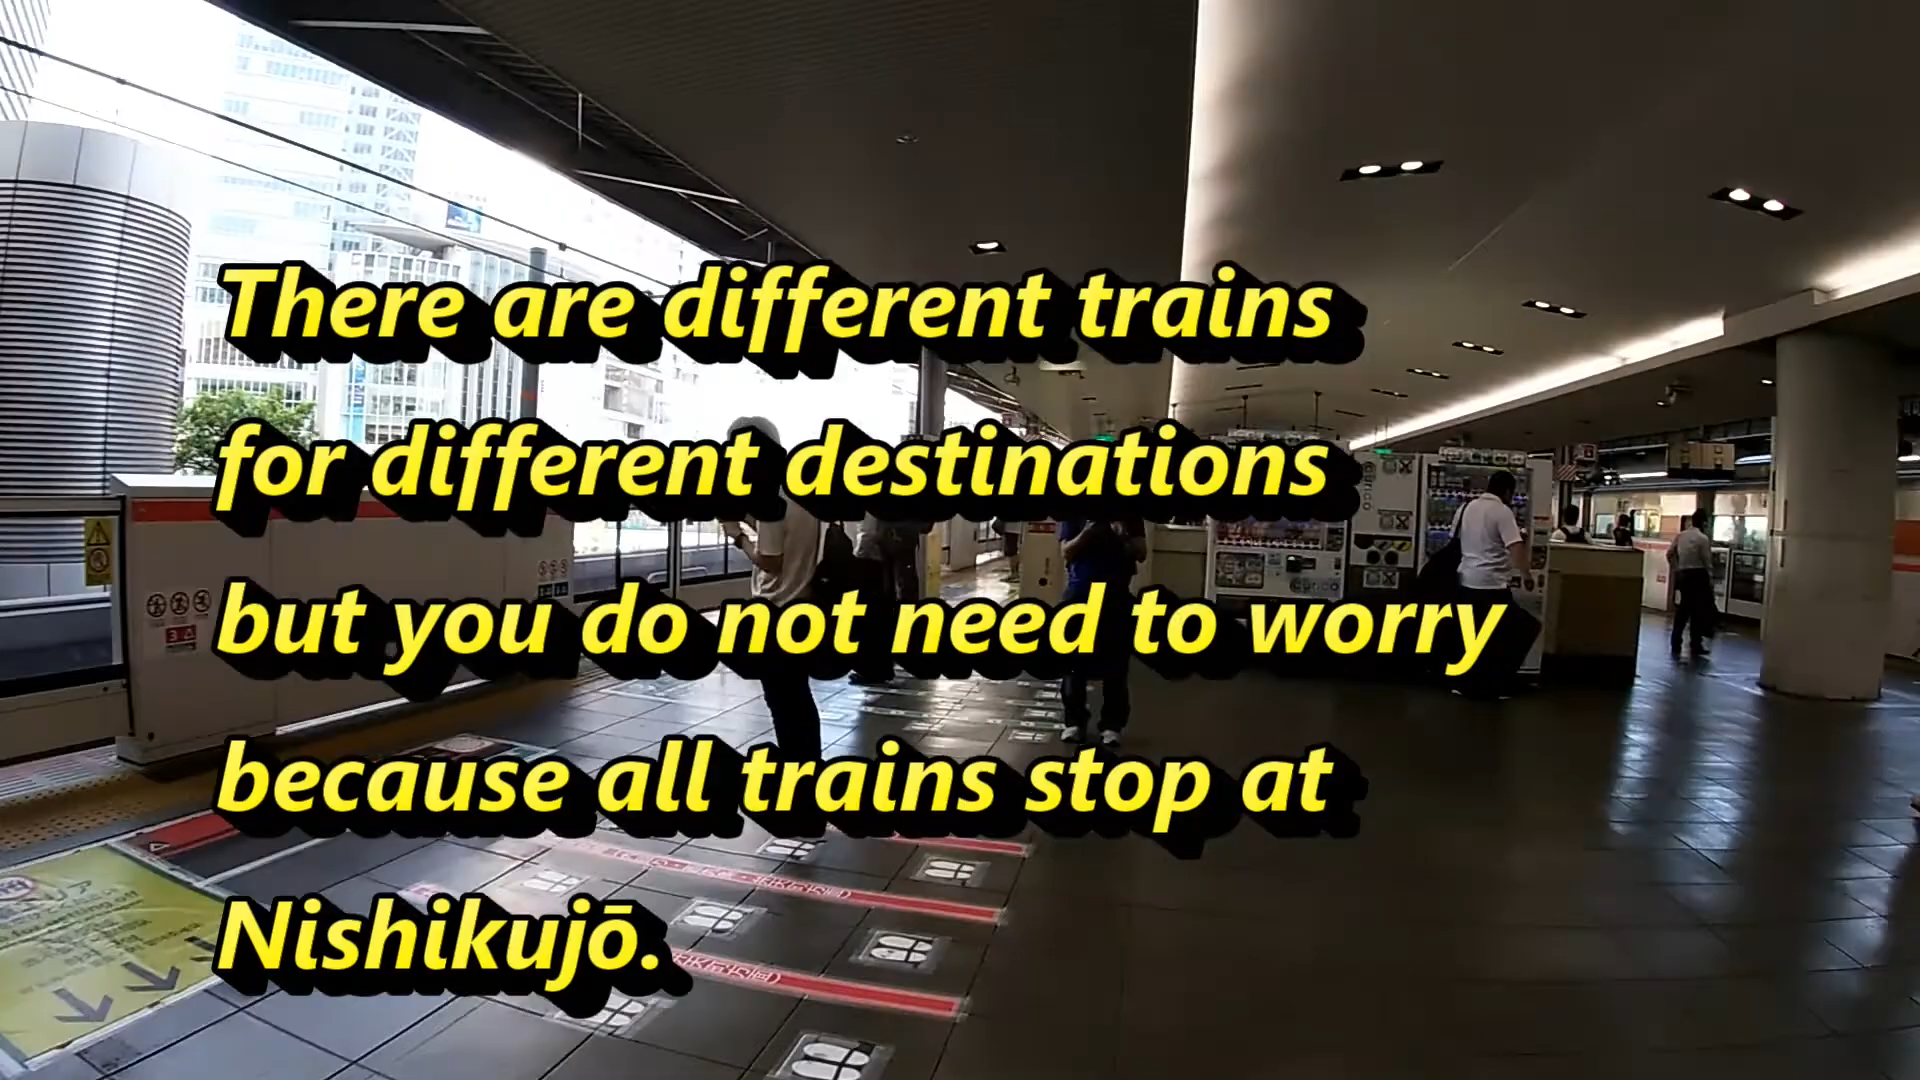 There are different trains
for different destinations
but you do not need to worry
because all trains stop at
Nishikujō.